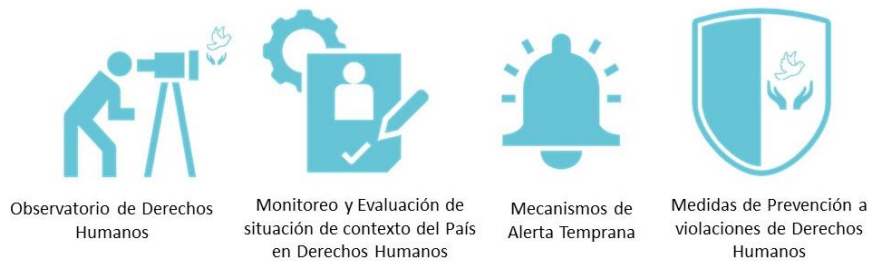 Observatorio de Derechos
Humanos
Monitoreo y Evaluación de
situación de contexto del País
en Derechos Humanos
Mecanismos de
Alerta Temprana
Medidas de Prevención a
violaciones de Derechos
Humanos